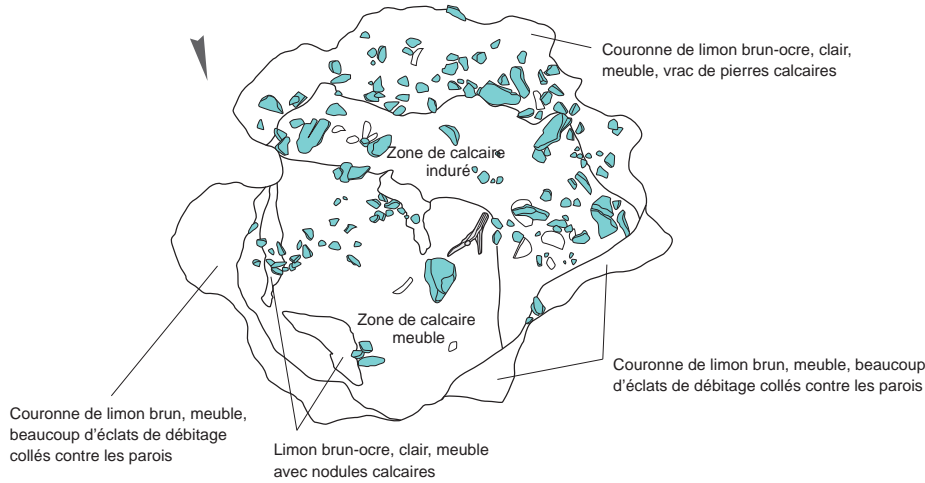 Couronne de limon brun-ocre, clair,
meuble, vrac de pierres calcaires
Zone de calcaire
induré
Zone de calcaire
meuble
Couronne de limon brun, meuble, beaucoup
d'éclats de débitage collés contre les parois
Couronne de limon brun, meuble,
beaucoup d'éclats de débitage
collés contre les parois
Limon brun-ocre, clair, meuble
avec nodules calcaires